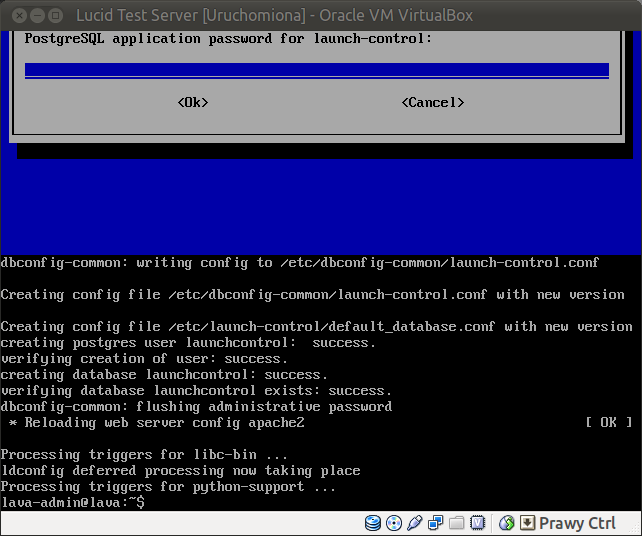 Lucid Test Server [Uruchomiona] - Oracle VM VirtualBox
PostgreSQL application password for launch-control:
<Ok> <Cancel>
dbconfig-common: writing config to /etc/dbconfig-common/launch-control.conf
Creating config file /etc/dbconfig-common/launch-control.conf with new version
Creating config file /etc/launch-control/default_database.conf with new version
creating postgres user launchcontrol:  success.
verifying creation of user: success.
creating database launchcontrol: success.
verifying database launchcontrol exists: success.
dbconfig-common: flushing administrative password
 * Reloading web server config apache2 [ OK ]
Processing triggers for libc-bin ...
ldconfig deferred processing now taking place
Processing triggers for python-support ...
lava-admin@lava:~$
Prawy Ctrl